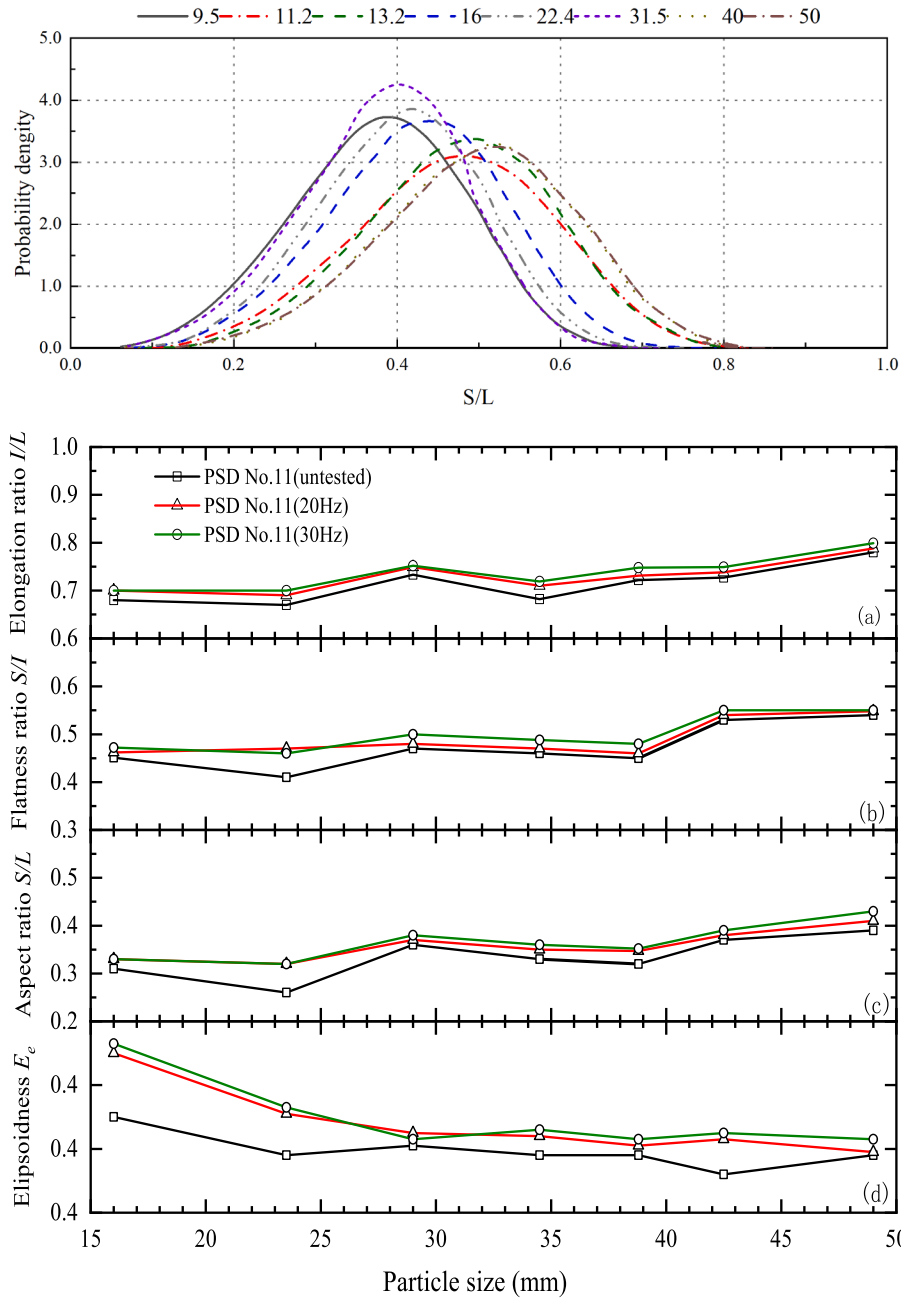 9.5 11.2 13.2 16 22.4 31.5 40 50
5.0
4.0
3.0
2.0
1.0
0.0
Probability dengity
0.0 0.2 0.4 0.6 0.8 1.0
S/L
1.0
0.9
0.8
0.7
0.6
Elongation ratio I/L
PSD No.11(untested)
PSD No.11(20Hz)
PSD No.11(30Hz)
(a)
0.6
0.5
0.4
0.3
Flatness ratio S/I
(b)
0.5
0.4
0.3
0.2
Aspect ratio S/L
(c)
0.4
0.4
0.4
Elipsoidness Ee
(d)
15 20 25 30 35 40 45 50
Particle size (mm)